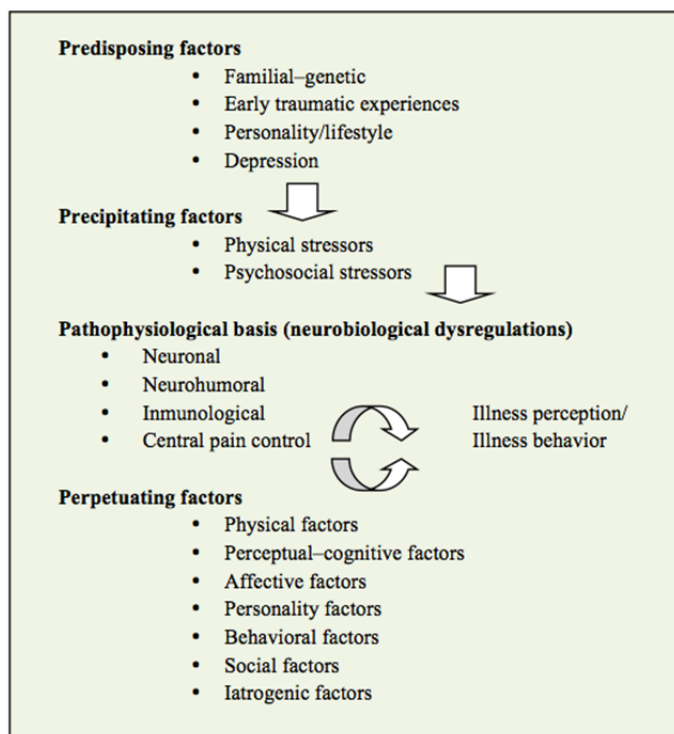 Predisposing factors
• Familial–genetic
• Early traumatic experiences
• Personality/lifestyle
• Depression
Precipitating factors
• Physical stressors
• Psychosocial stressors
Pathophysiological basis (neurobiological dysregulations)
• Neuronal
• Neurohumoral
• Inmunological
• Central pain control
Illness perception/
Illness behavior
Perpetuating factors
• Physical factors
• Perceptual–cognitive factors
• Affective factors
• Personality factors
• Behavioral factors
• Social factors
• Iatrogenic factors